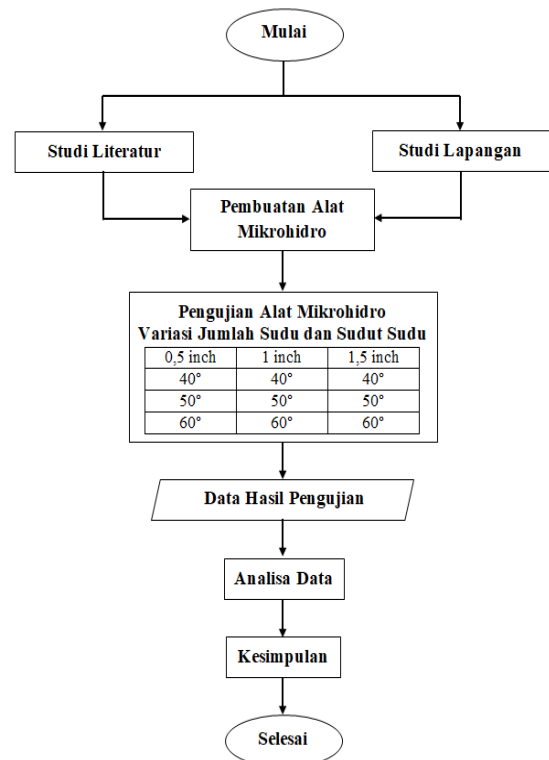 Mulai
Studi Literatur
Studi Lapangan
Pembuatan Alat
Mikrohidro
Pengujian Alat Mikrohidro
Variasi Jumlah Sudu dan Sudut Sudu
0,5 inch 1 inch 1,5 inch
40° 40° 40°
50° 50° 50°
60° 60° 60°
Data Hasil Pengujian
Analisa Data
Kesimpulan
Selesai